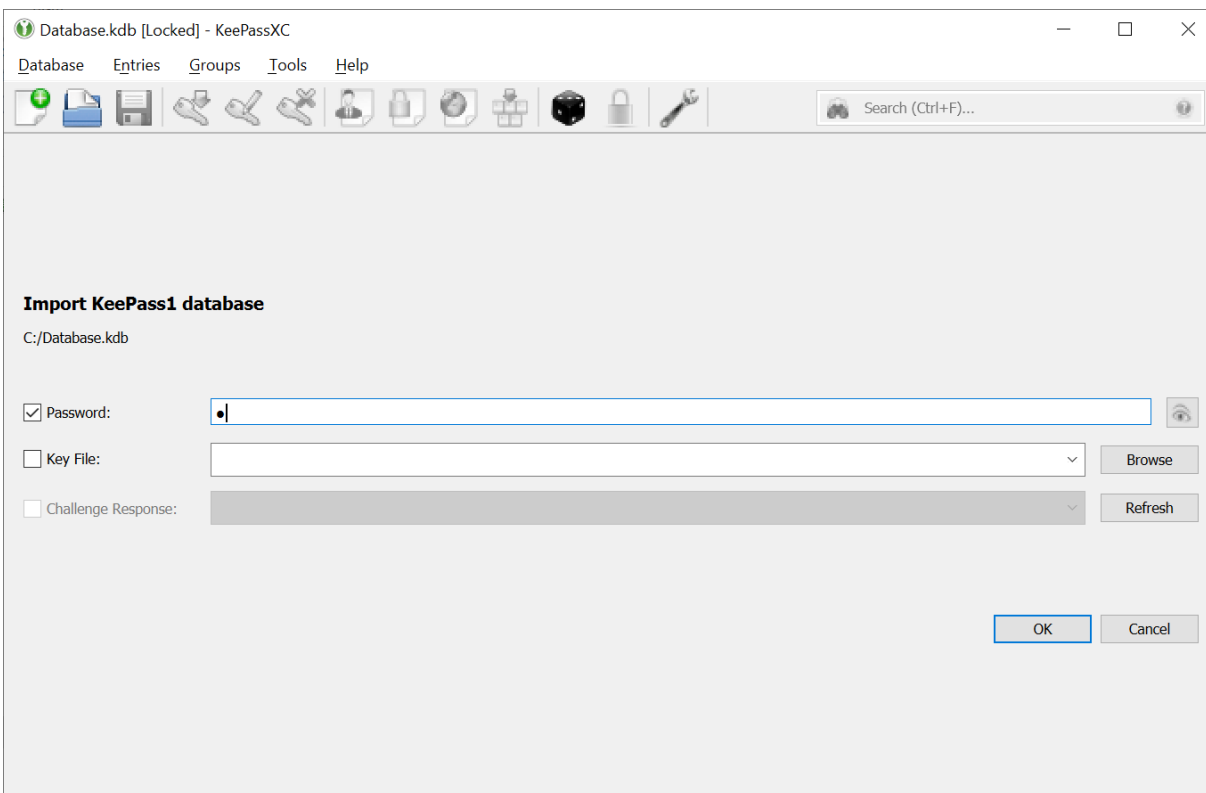 Database.kdb [Locked] - KeePassXC
Database Entries Groups Tools Help
Search (Ctrl+F)...
Import KeePass1 database
C:/Database.kdb
Password: ●
Key File: Browse
Challenge Response: Refresh
OK Cancel